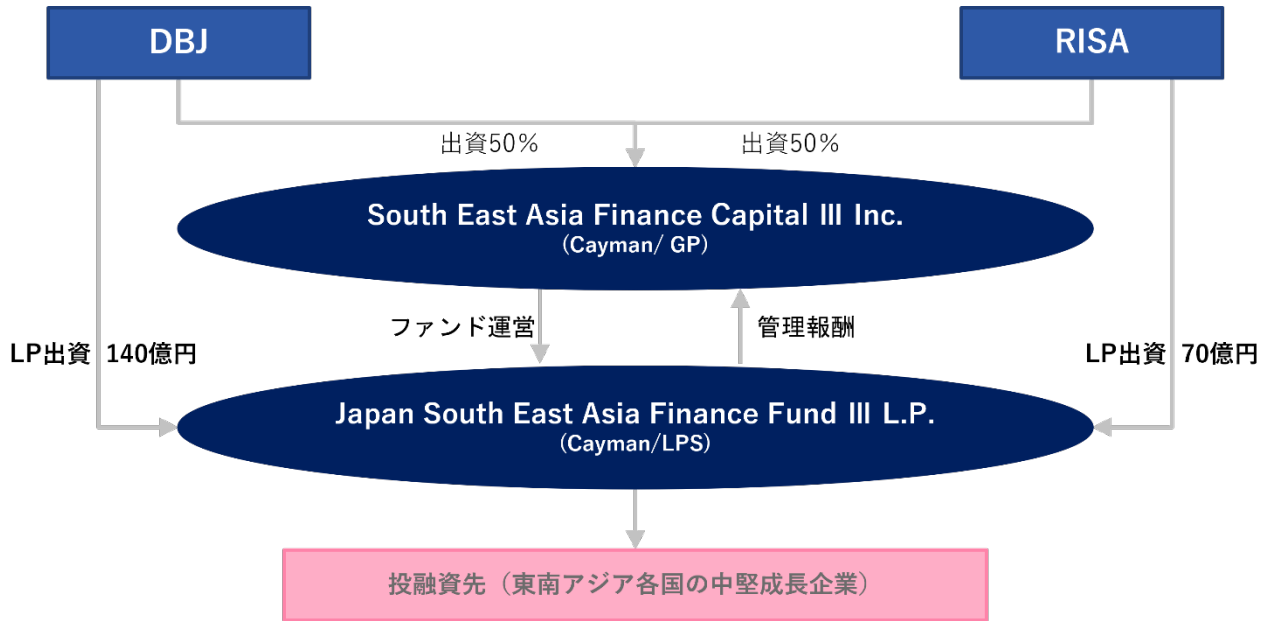 DBJ
RISA
出資50%
出資50%
South East Asia Finance Capital Ⅲ Inc.
(Cayman/ GP)
ファンド運営
管理報酬
LP出資 140億円
LP出資 70億円
Japan South East Asia Finance Fund Ⅲ L.P.
(Cayman/LPS)
投融資先（東南アジア各国の中堅成長企業）